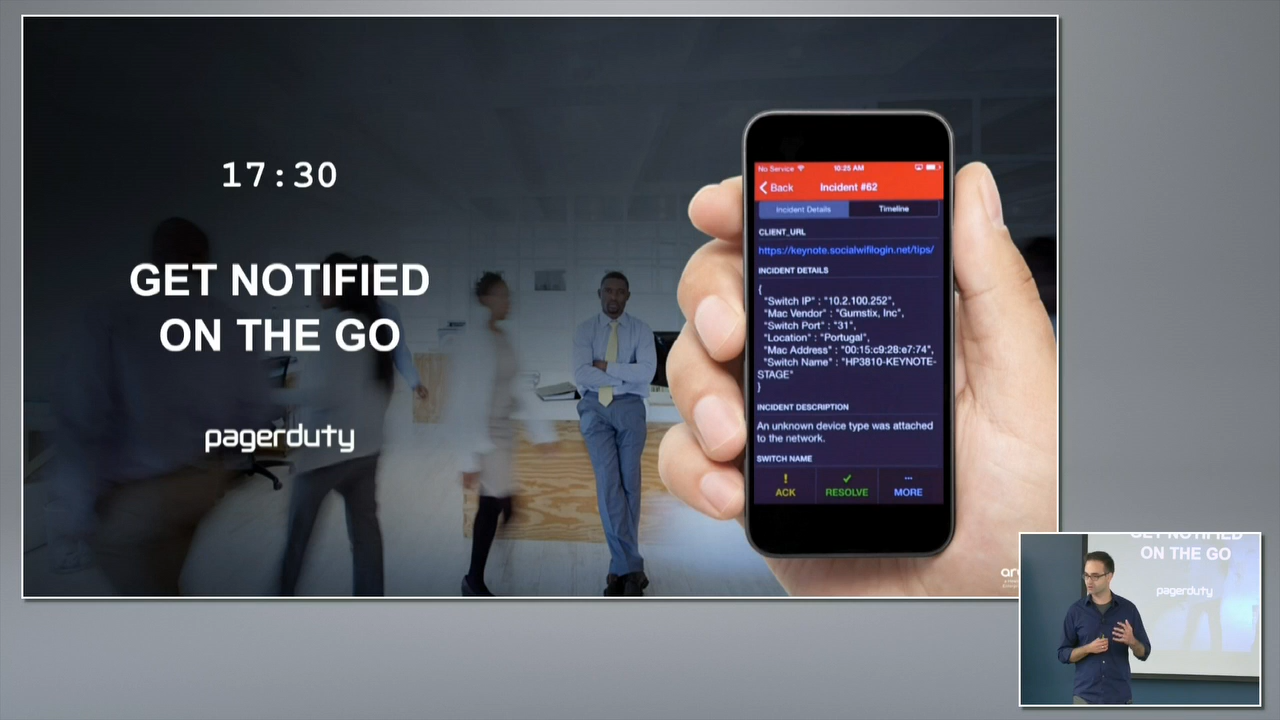 17:30
GET NOTIFIED
ON THE GO
pagerduty
No Service 10:25 AM
Back Incident #62
Incident Details Timeline
CLIENT_URL
https://keynote.socialwifilogin.net/tips/
INCIDENT DETAILS
{
"Switch IP" : "10.2.100.252",
"Mac Vendor" : "Gumstix, Inc",
"Switch Port" : "31",
"Location" : "Portugal",
"Mac Address" : "00:15:c9:28:e7:74",
"Switch Name" : "HP3810-KEYNOTE-
STAGE"
}
INCIDENT DESCRIPTION
An unknown device type was attached
to the network.
SWITCH NAME
! ACK
RESOLVE
... MORE
GET NOTIFIED
ON THE GO
pagerduty